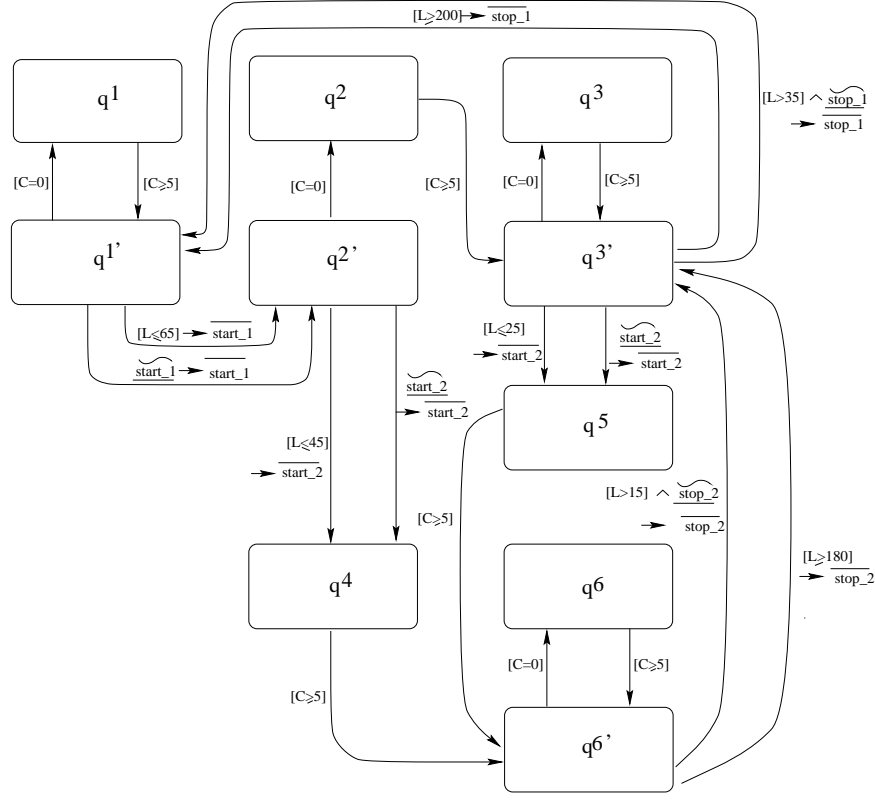 [L⩾200] → stop_1
q1
q2
q3
[L>35] ^ stop_1
→ stop_1
[C=0]
[C⩾5]
[C=0]
[C⩾5]
[C=0]
[C⩾5]
q1'
q2'
q3'
[L⩽65] → start_1
start_1 → start_1
[L⩽25]
→ start_2
start_2
→ start_2
start_2
→ start_2
q5
[L⩽45]
→ start_2
[L>15] ^ stop_2
→ stop_2
[C⩾5]
[L⩾180]
→ stop_2
q4
q6
[C=0]
[C⩾5]
[C⩾5]
q6'